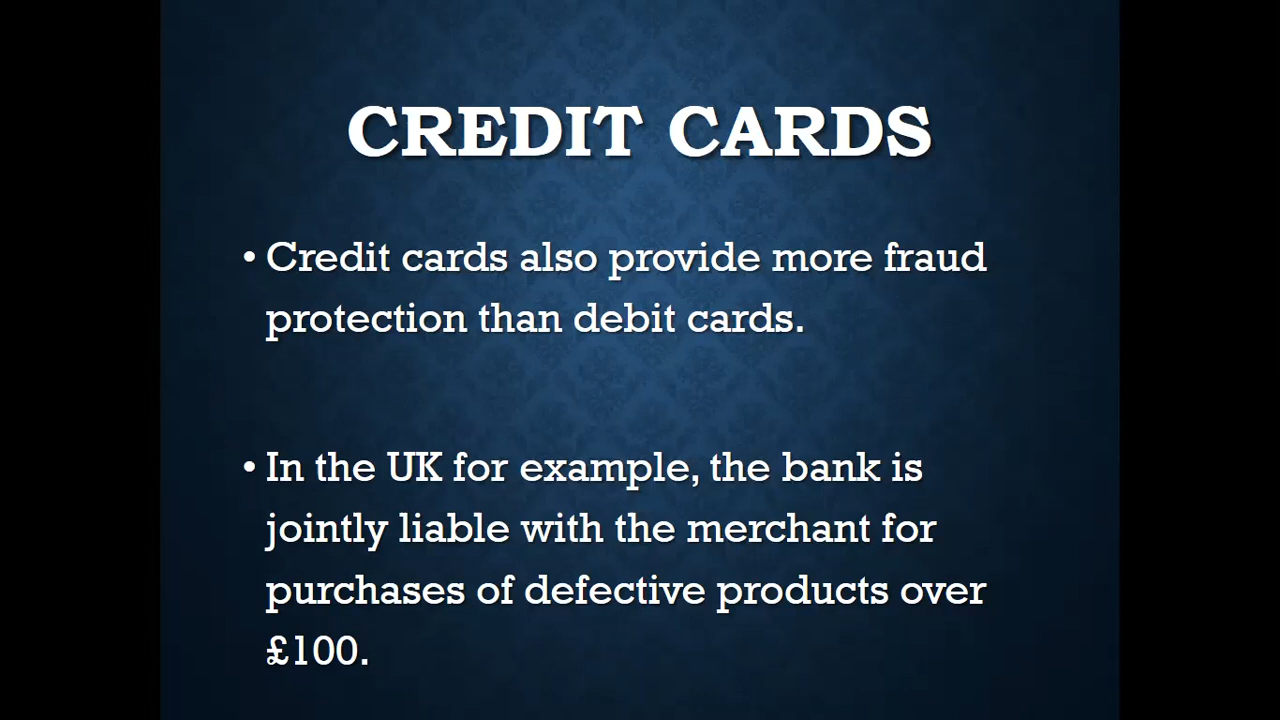 CREDIT CARDS
• Credit cards also provide more fraud
protection than debit cards.
• In the UK for example, the bank is
jointly liable with the merchant for
purchases of defective products over
£100.